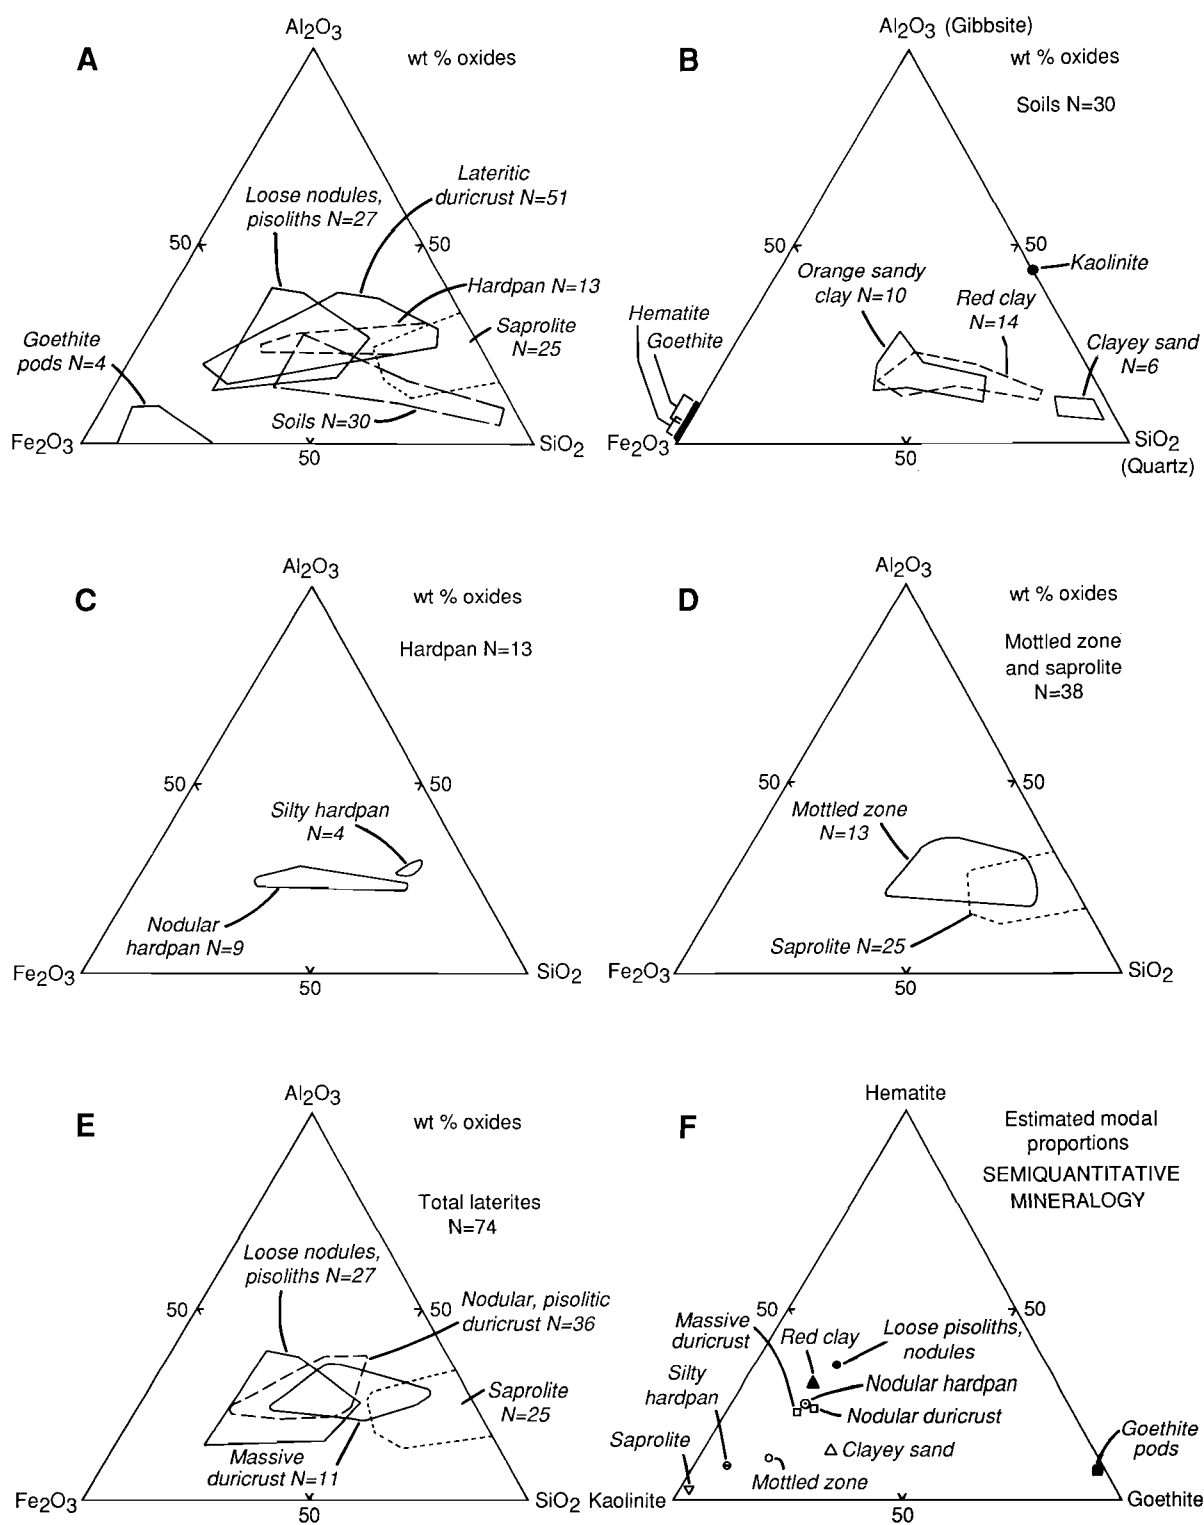 A
Al2O3
wt % oxides
Lateritic
duricrust N=51
Loose nodules,
pisoliths N=27
50
50
Hardpan N=13
Goethite
pods N=4
Saprolite
N=25
Soils N=30
Fe2O3
SiO2
50
B
Al2O3 (Gibbsite)
wt % oxides
Soils N=30
50
50
Kaolinite
Orange sandy
clay N=10
Red clay
N=14
Hematite
Goethite
Clayey sand
N=6
Fe2O3
SiO2
(Quartz)
50
C
Al2O3
wt % oxides
Hardpan N=13
50
50
Silty hardpan
N=4
Nodular
hardpan N=9
Fe2O3
SiO2
50
D
Al2O3
wt % oxides
Mottled zone
and saprolite
N=38
50
50
Mottled zone
N=13
Saprolite N=25
Fe2O3
SiO2
50
E
Al2O3
wt % oxides
Total laterites
N=74
Loose nodules,
pisoliths N=27
50
50
Nodular, pisolitic
duricrust N=36
Saprolite
N=25
Massive
duricrust N=11
Fe2O3
SiO2
50
F
Hematite
Estimated modal
proportions
SEMIQUANTITATIVE
MINERALOGY
50
50
Massive
duricrust
Red clay
Loose pisoliths,
nodules
Silty
hardpan
Nodular hardpan
Nodular duricrust
Saprolite
Clayey sand
Goethite
pods
Mottled zone
Kaolinite
Goethite
50